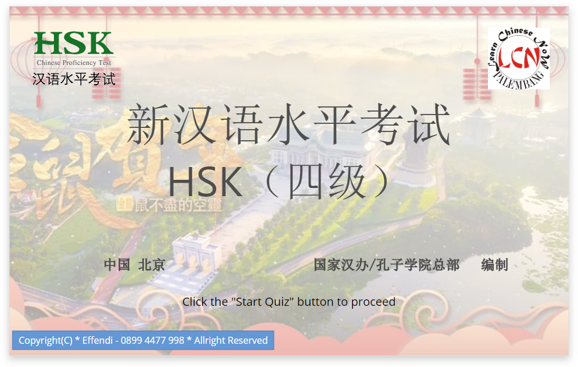 HSK
Chinese Proficiency Test
汉语水平考试
Learn Chinese Now
LCN
PALEMBANG
新汉语水平考试
HSK（四级）
中国 北京
国家汉办/孔子学院总部 编制
Click the "Start Quiz" button to proceed
Copyright(C) * Effendi - 0899 4477 998 * Allright Reserved